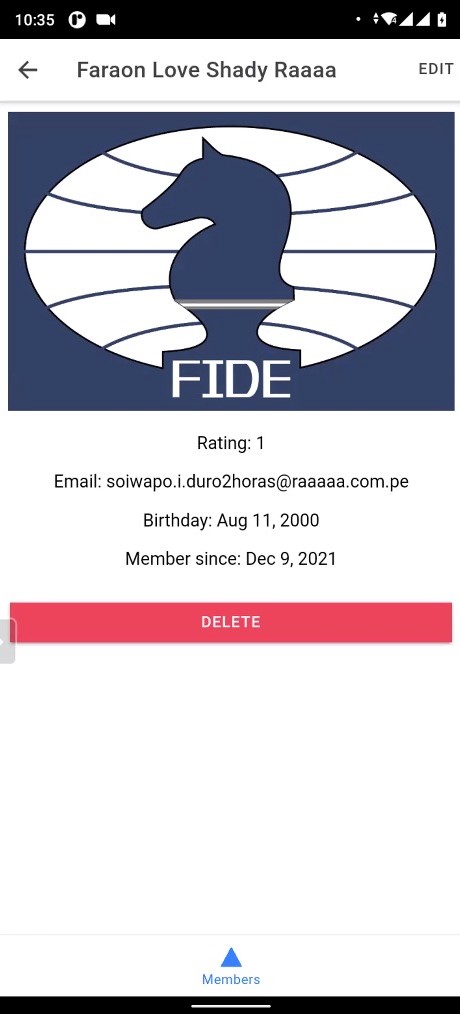 10:35
Faraon Love Shady Raaaa
EDIT
FIDE
Rating: 1
Email: soiwapo.i.duro2horas@raaaaa.com.pe
Birthday: Aug 11, 2000
Member since: Dec 9, 2021
DELETE
Members